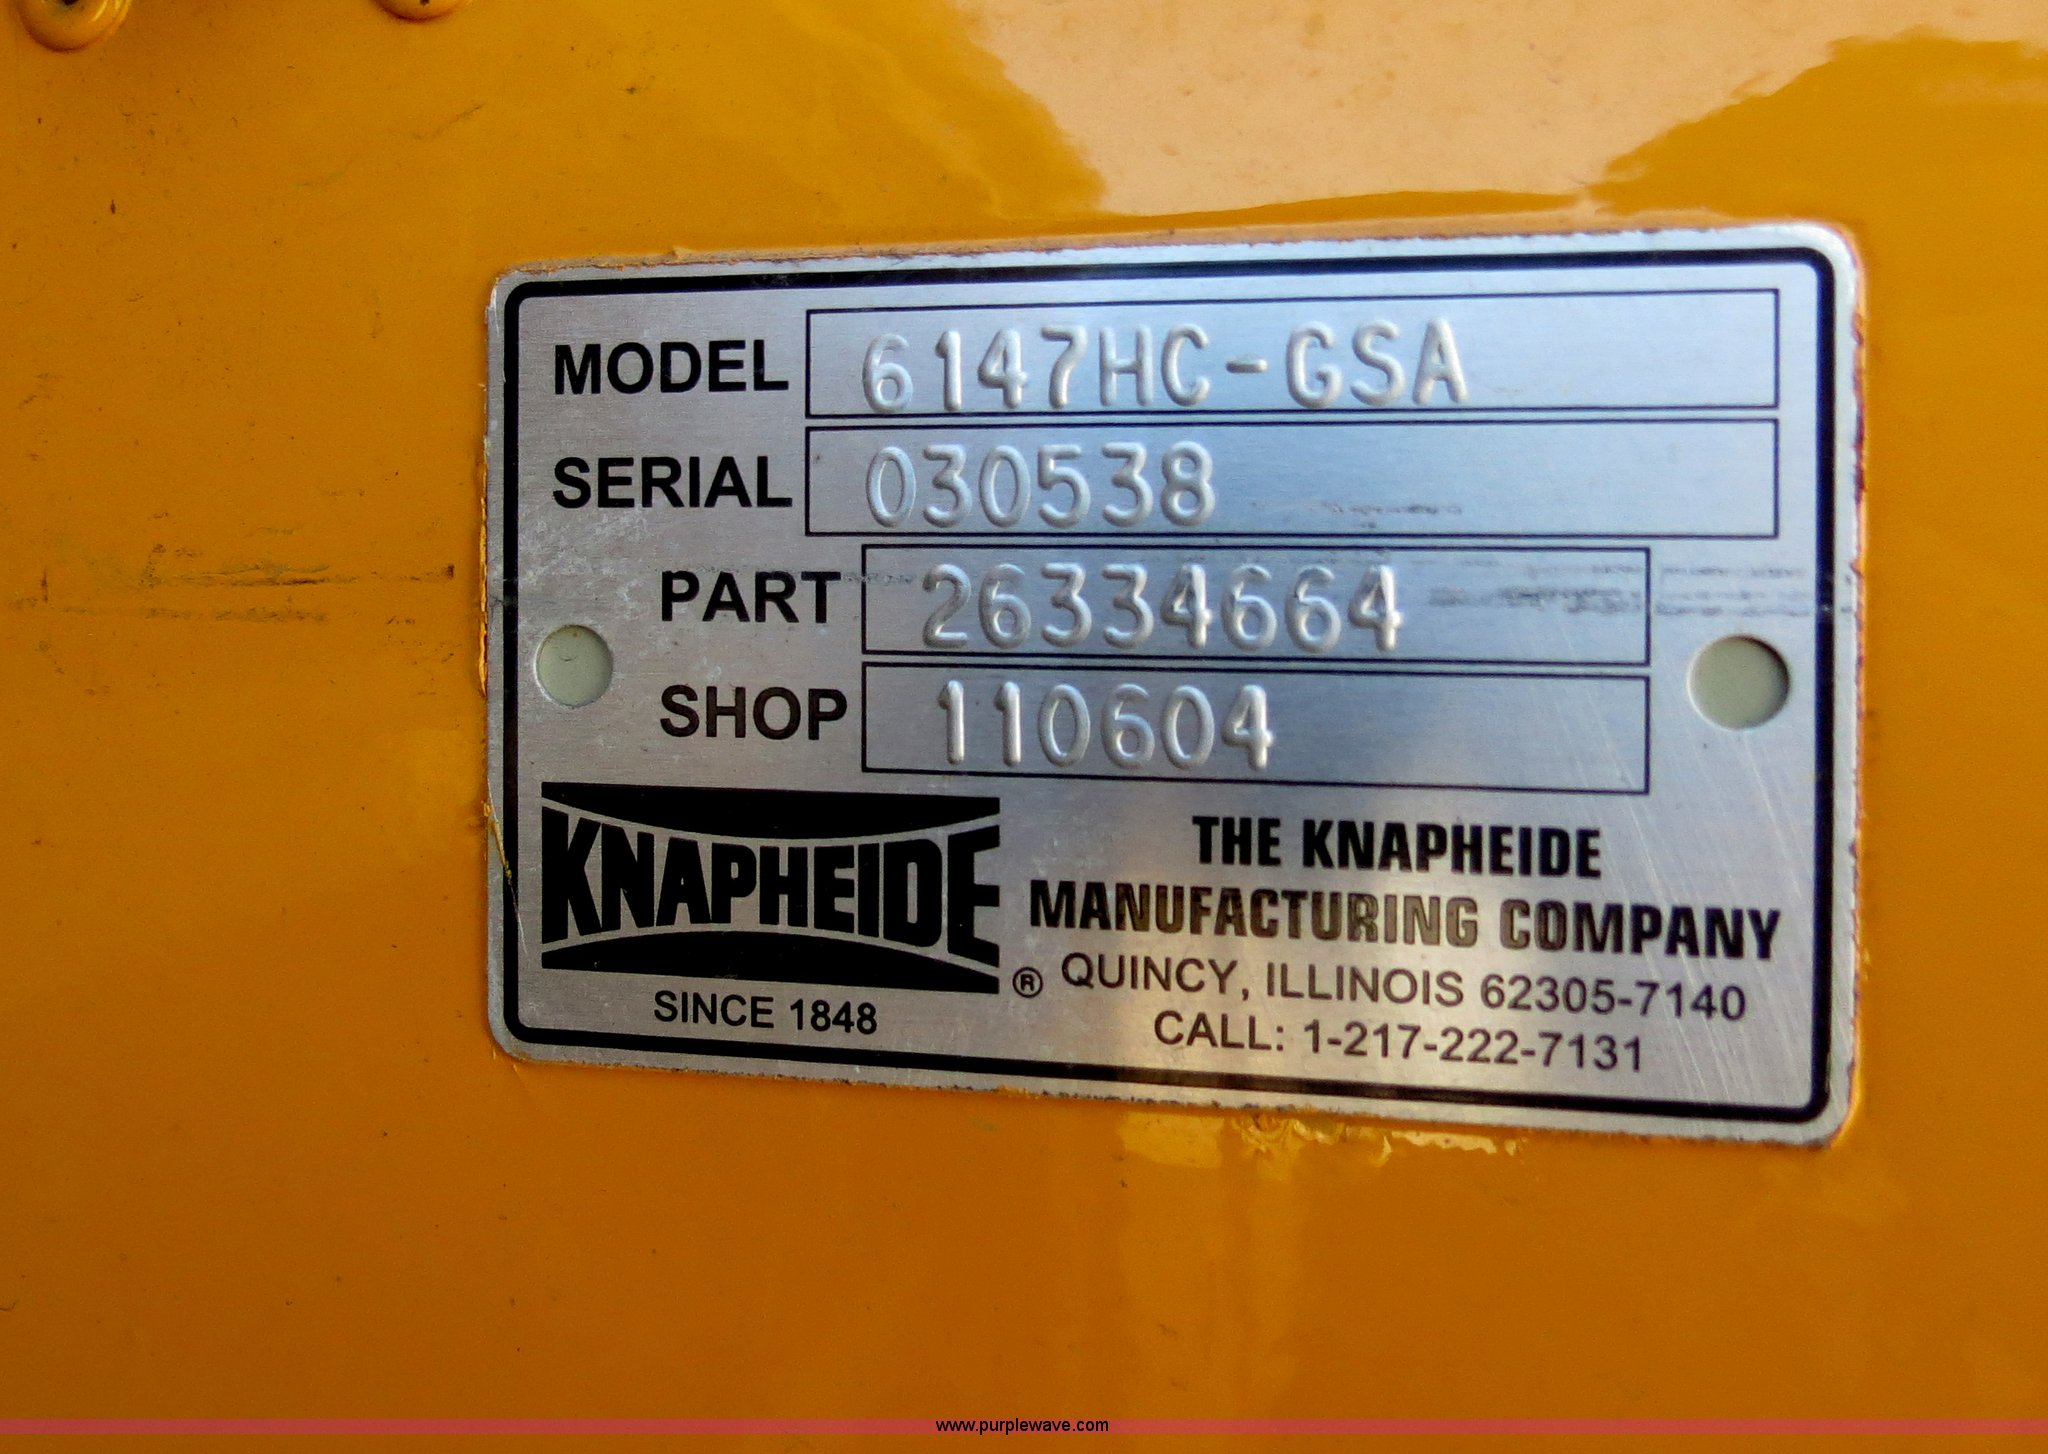 MODEL 6147HC-GSA
SERIAL 030538
PART 26334664
SHOP 110604
KNAPHEIDE ®
SINCE 1848
THE KNAPHEIDE
MANUFACTURING COMPANY
QUINCY, ILLINOIS 62305-7140
CALL: 1-217-222-7131
www.purplewave.com